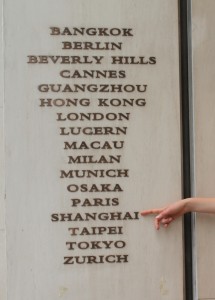 BANGKOK
BERLIN
BEVERLY HILLS
CANNES
GUANGZHOU
HONG KONG
LONDON
LUCERN
MACAU
MILAN
MUNICH
OSAKA
PARIS
SHANGHAI
TAIPEI
TOKYO
ZURICH